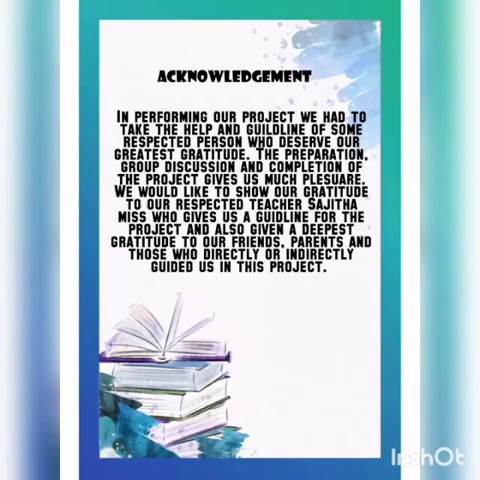 ACKNOWLEDGEMENT
IN PERFORMING OUR PROJECT WE HAD TO
TAKE THE HELP AND GUILDLINE OF SOME
RESPECTED PERSON WHO DESERVE OUR
GREATEST GRATITUDE. THE PREPARATION,
GROUP DISCUSSION AND COMPLETION OF
THE PROJECT GIVES US MUCH PLESUARE.
WE WOULD LIKE TO SHOW OUR GRATITUDE
TO OUR RESPECTED TEACHER SAJITHA
MISS WHO GIVES US A GUIDLINE FOR THE
PROJECT AND ALSO GIVEN A DEEPEST
GRATITUDE TO OUR FRIENDS, PARENTS AND
THOSE WHO DIRECTLY OR INDIRECTLY
GUIDED US IN THIS PROJECT.
InShOt